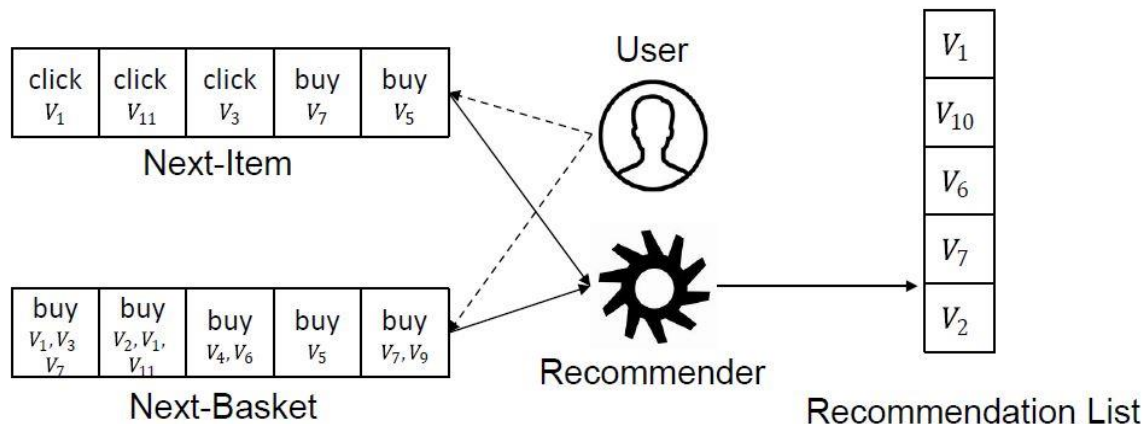 click click click buy buy
V₁ V₁₁ V₃ V₇ V₅
Next-Item
buy buy buy buy buy
V₁, V₃ V₂, V₁, V₄, V₆ V₅ V₇, V₉
V₇ V₁₁
Next-Basket
User
Recommender
V₁
V₁₀
V₆
V₇
V₂
Recommendation List